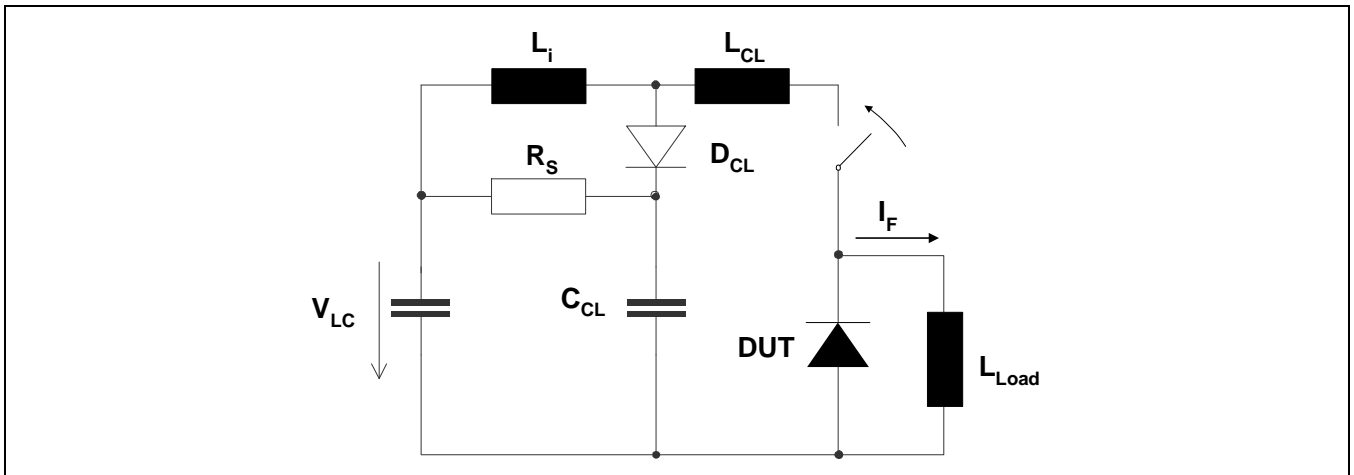 L_i
L_CL
R_S
D_CL
I_F
V_LC
C_CL
DUT
L_Load